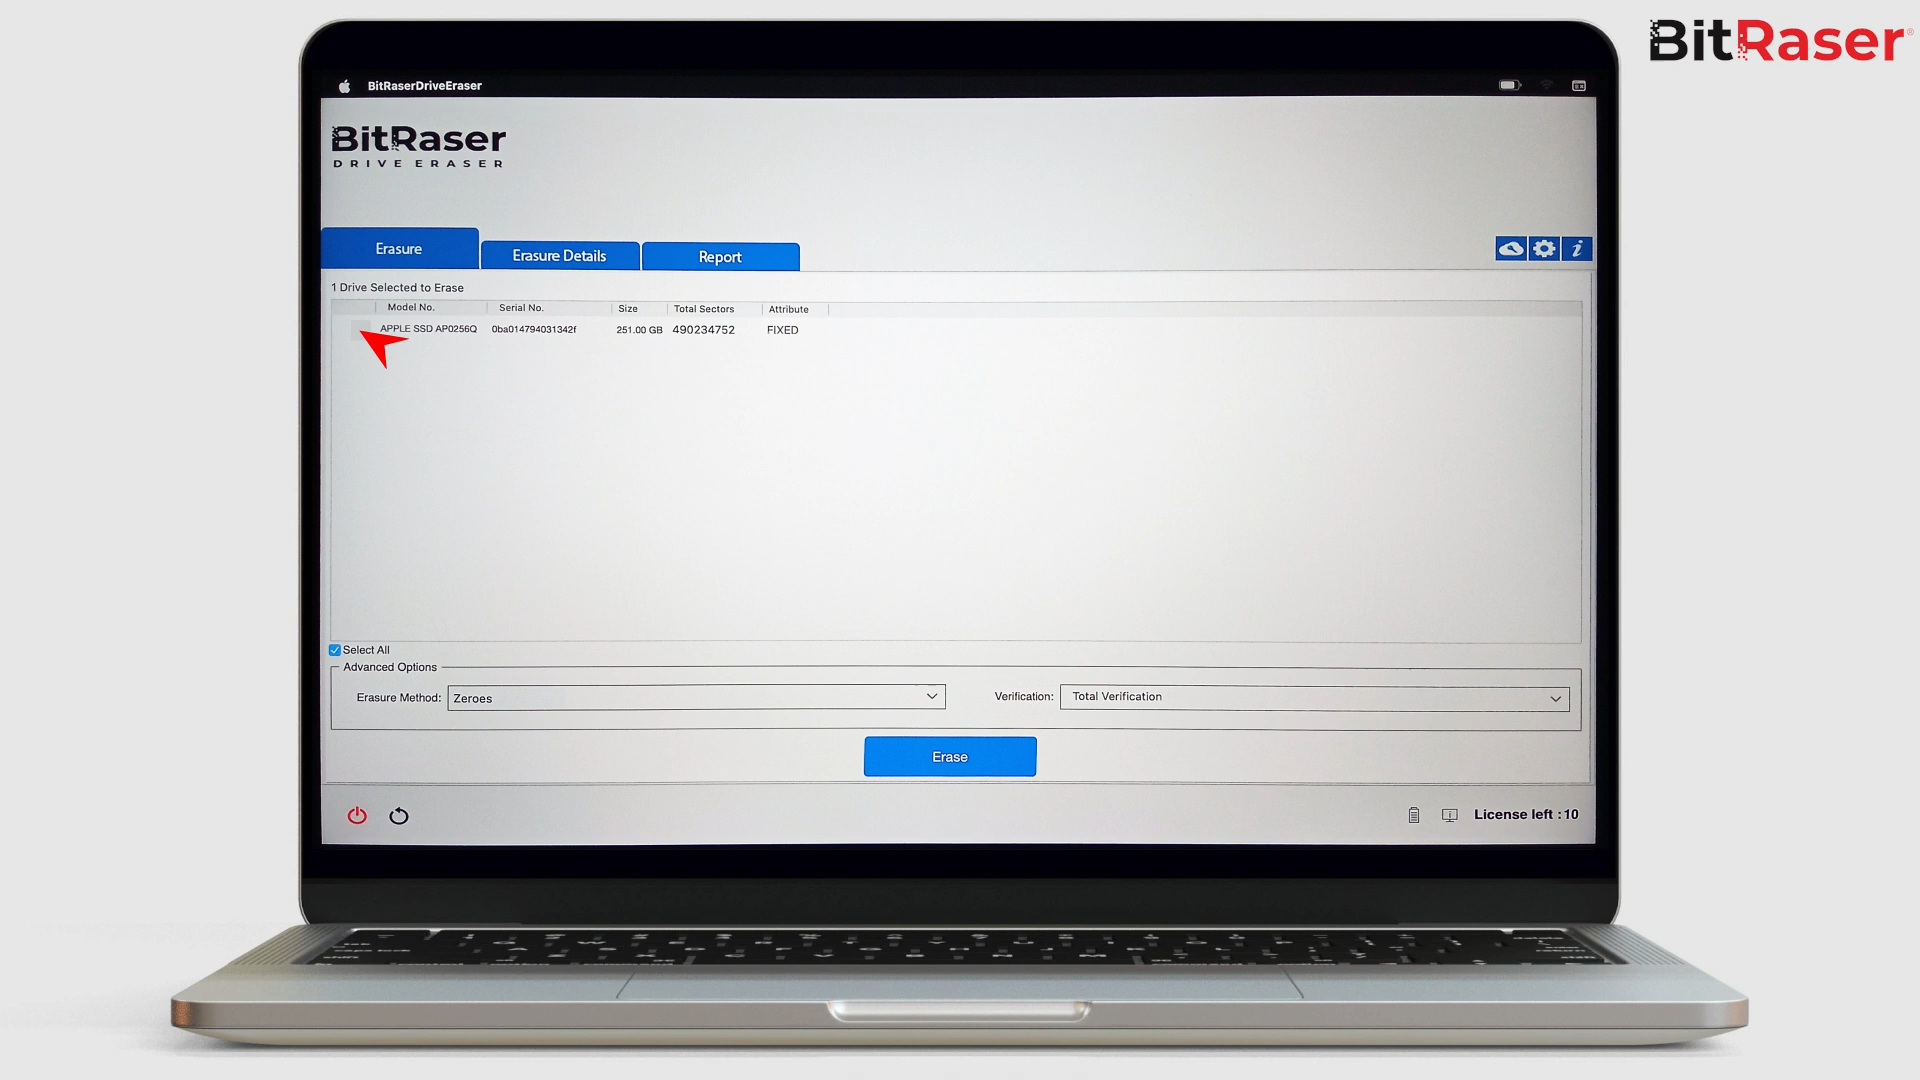 BitRaser®
BitRaserDriveEraser
BitRaser
DRIVE ERASER
Erasure
Erasure Details
Report
1 Drive Selected to Erase
Model No. Serial No. Size Total Sectors Attribute
APPLE SSD AP0256Q 0ba014794031342f 251.00 GB 490234752 FIXED
Select All
Advanced Options
Erasure Method: Zeroes
Verification: Total Verification
Erase
License left : 10